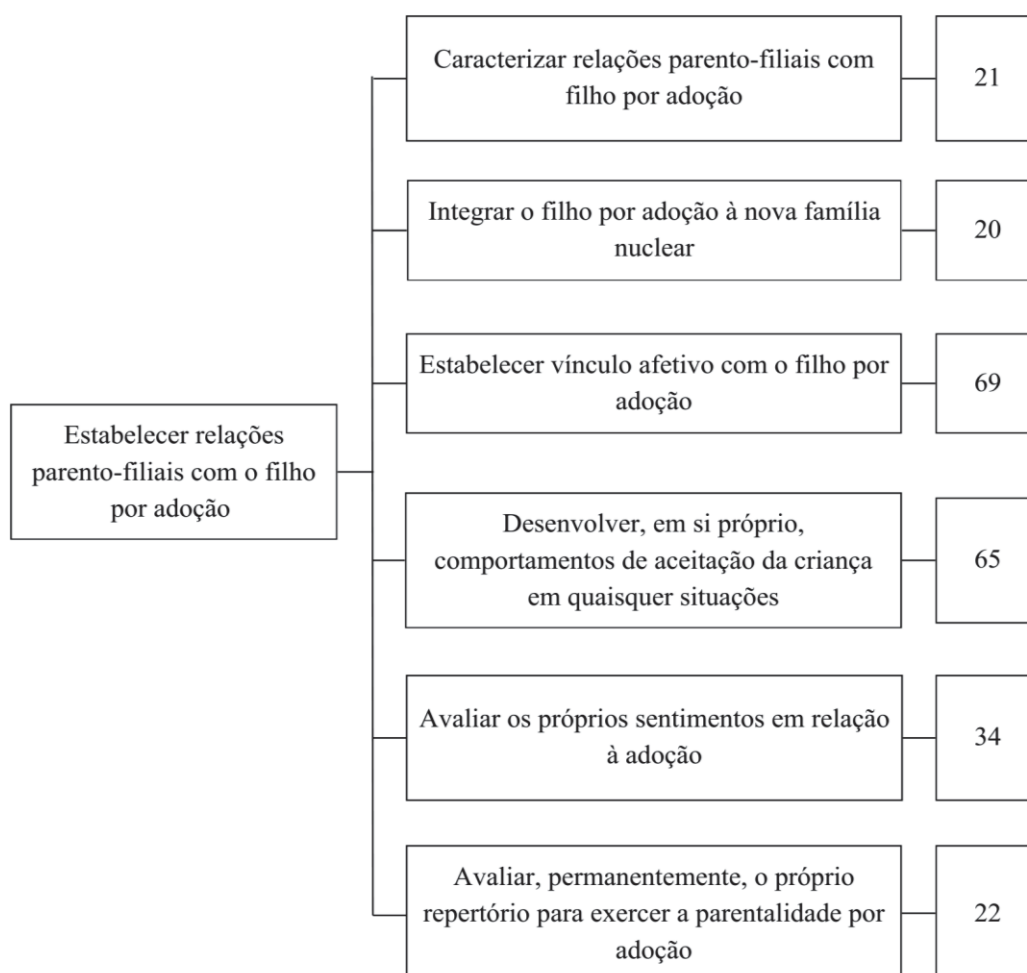 Caracterizar relações parento-filiais com
filho por adoção
21
Integrar o filho por adoção à nova família
nuclear
20
Estabelecer vínculo afetivo com o filho por
adoção
69
Estabelecer relações
parento-filiais com o filho
por adoção
Desenvolver, em si próprio,
comportamentos de aceitação da criança
em quaisquer situações
65
Avaliar os próprios sentimentos em relação
à adoção
34
Avaliar, permanentemente, o próprio
repertório para exercer a parentalidade por
adoção
22